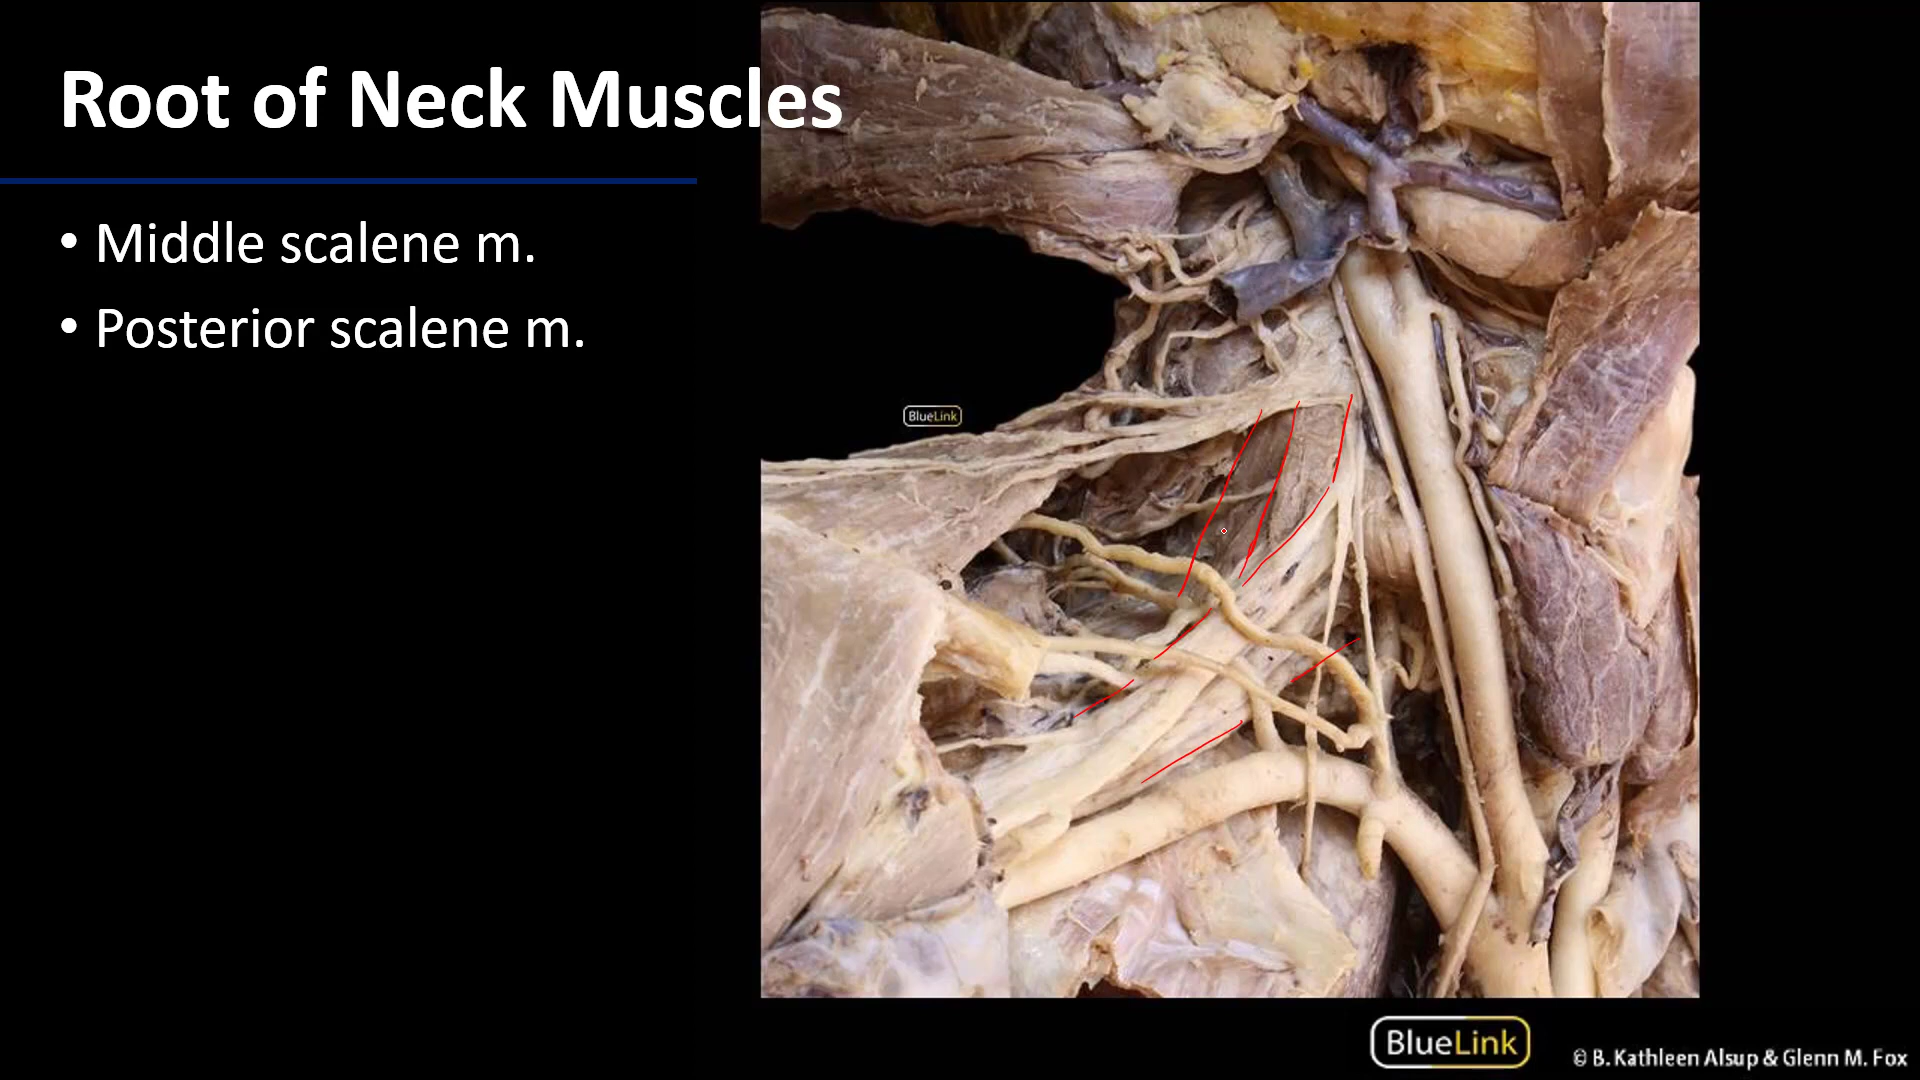 Root of Neck Muscles
• Middle scalene m.
• Posterior scalene m.
BlueLink
BlueLink
© B. Kathleen Alsup & Glenn M. Fox